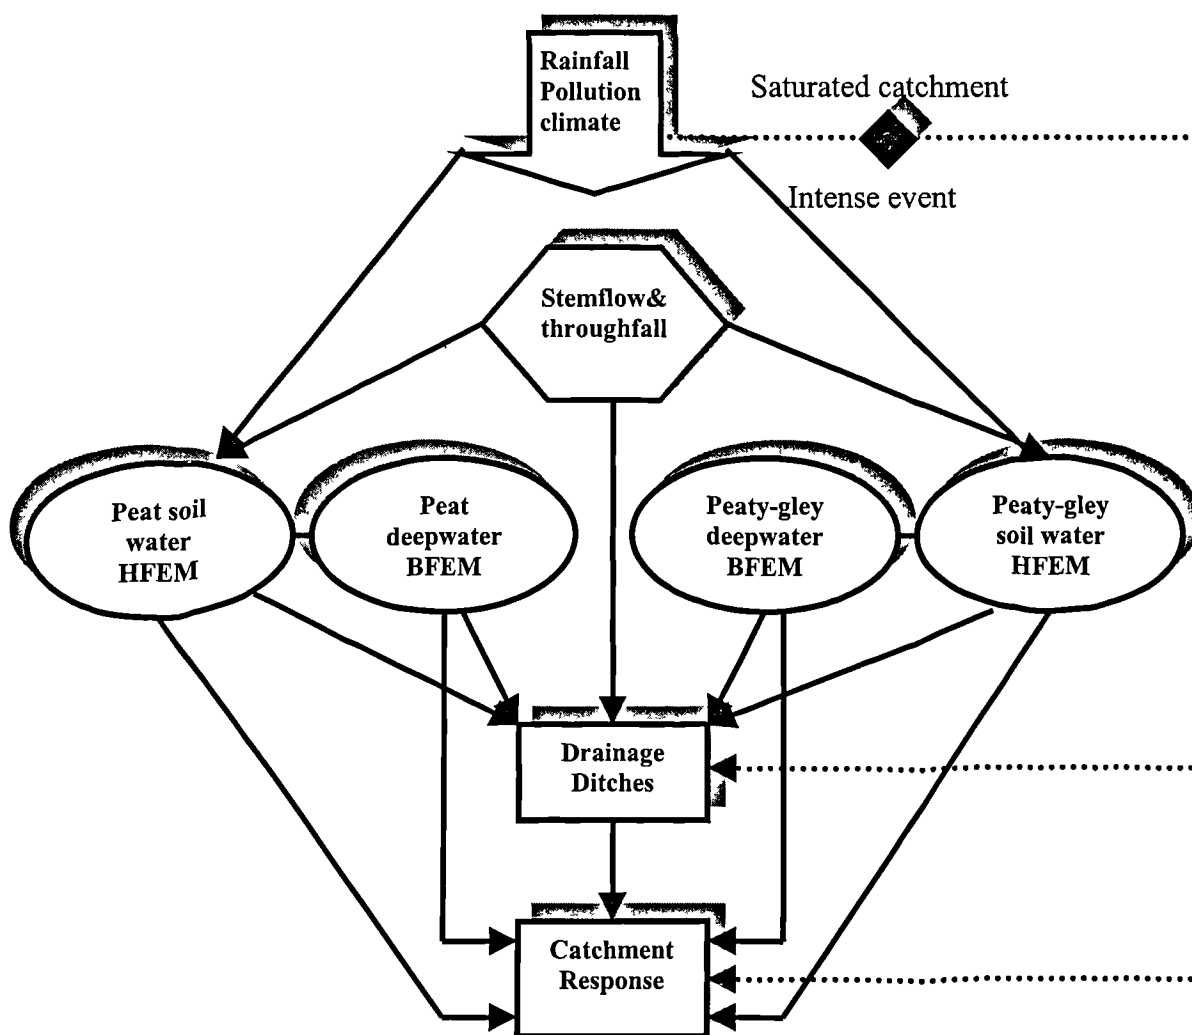 Rainfall
Pollution
climate
Saturated catchment
Intense event
Stemflow&
throughfall
Peat soil
water
HFEM
Peat
deepwater
BFEM
Peaty-gley
deepwater
BFEM
Peaty-gley
soil water
HFEM
Drainage
Ditches
Catchment
Response